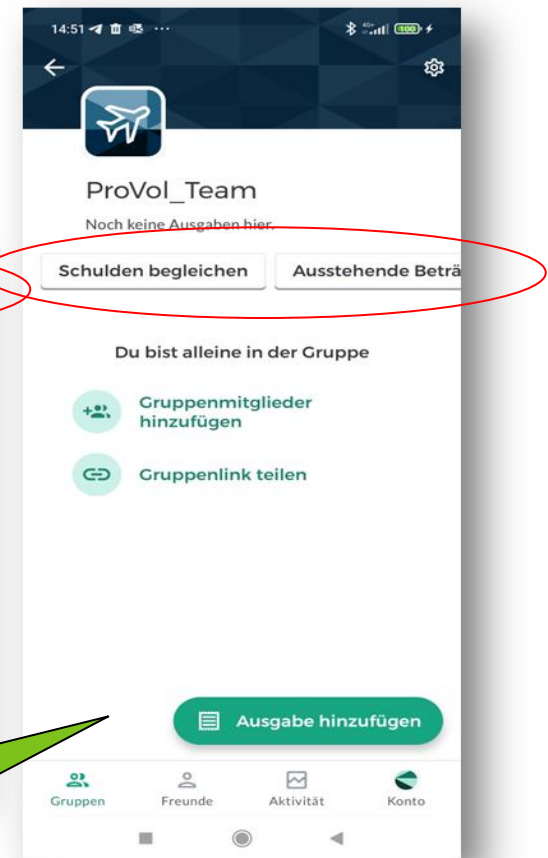 14:51
100
ProVol_Team
Noch keine Ausgaben hier.
Schulden begleichen
Ausstehende Beträ
Du bist alleine in der Gruppe
Gruppenmitglieder
hinzufügen
Gruppenlink teilen
Ausgabe hinzufügen
Gruppen
Freunde
Aktivität
Konto